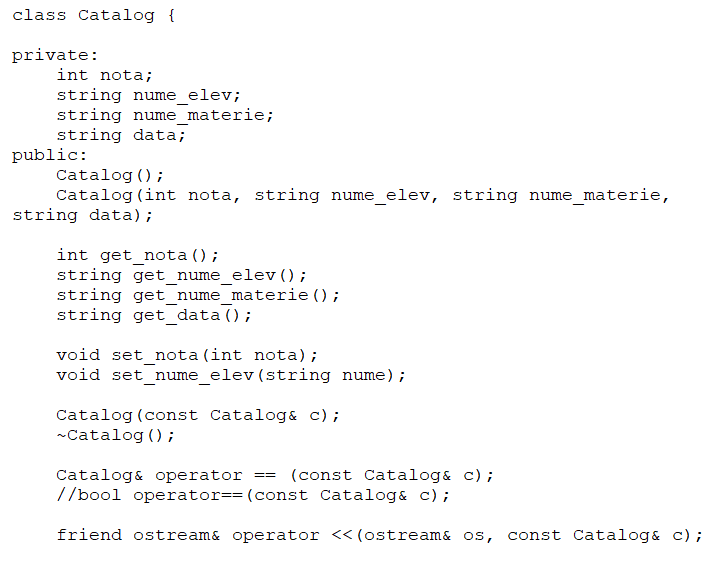 class Catalog {
private:
int nota;
string nume_elev;
string nume_materie;
string data;
public:
Catalog();
Catalog(int nota, string nume_elev, string nume_materie,
string data);
int get_nota();
string get_nume_elev();
string get_nume_materie();
string get_data();
void set_nota(int nota);
void set_nume_elev(string nume);
Catalog(const Catalog& c);
~Catalog();
Catalog& operator == (const Catalog& c);
//bool operator==(const Catalog& c);
friend ostream& operator <<(ostream& os, const Catalog& c);